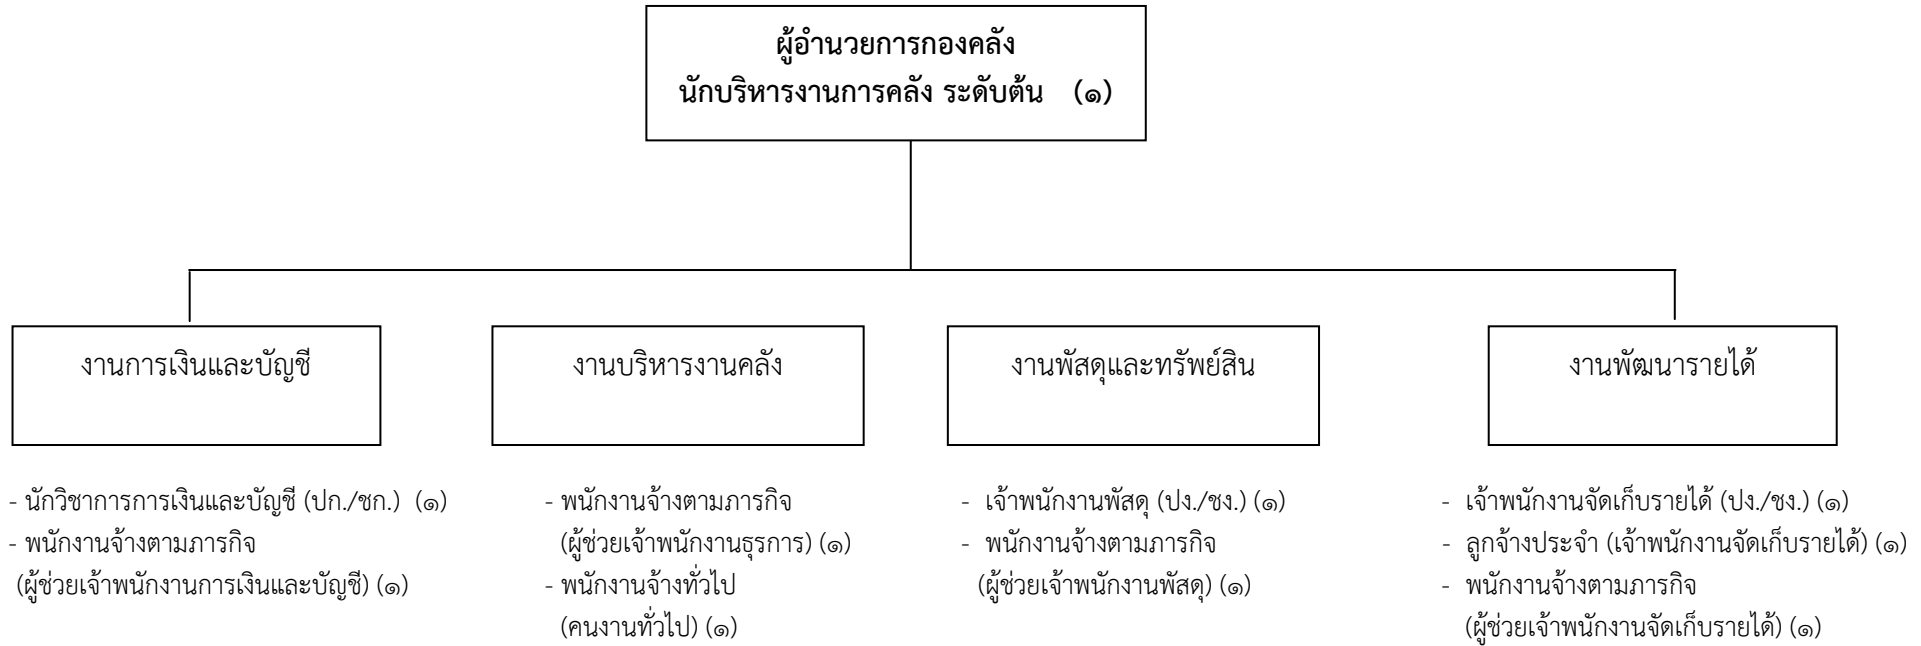 ผู้อำนวยการกองคลัง
นักบริหารงานการคลัง ระดับต้น (๑)
งานการเงินและบัญชี
งานบริหารงานคลัง
งานพัสดุและทรัพย์สิน
งานพัฒนารายได้
- นักวิชาการการเงินและบัญชี (ปก./ชก.) (๑)
- พนักงานจ้างตามภารกิจ
(ผู้ช่วยเจ้าพนักงานการเงินและบัญชี) (๑)
- พนักงานจ้างตามภารกิจ
(ผู้ช่วยเจ้าพนักงานธุรการ) (๑)
- พนักงานจ้างทั่วไป
(คนงานทั่วไป) (๑)
- เจ้าพนักงานพัสดุ (ปง./ชง.) (๑)
- พนักงานจ้างตามภารกิจ
(ผู้ช่วยเจ้าพนักงานพัสดุ) (๑)
- เจ้าพนักงานจัดเก็บรายได้ (ปง./ชง.) (๑)
- ลูกจ้างประจำ (เจ้าพนักงานจัดเก็บรายได้) (๑)
- พนักงานจ้างตามภารกิจ
(ผู้ช่วยเจ้าพนักงานจัดเก็บรายได้) (๑)